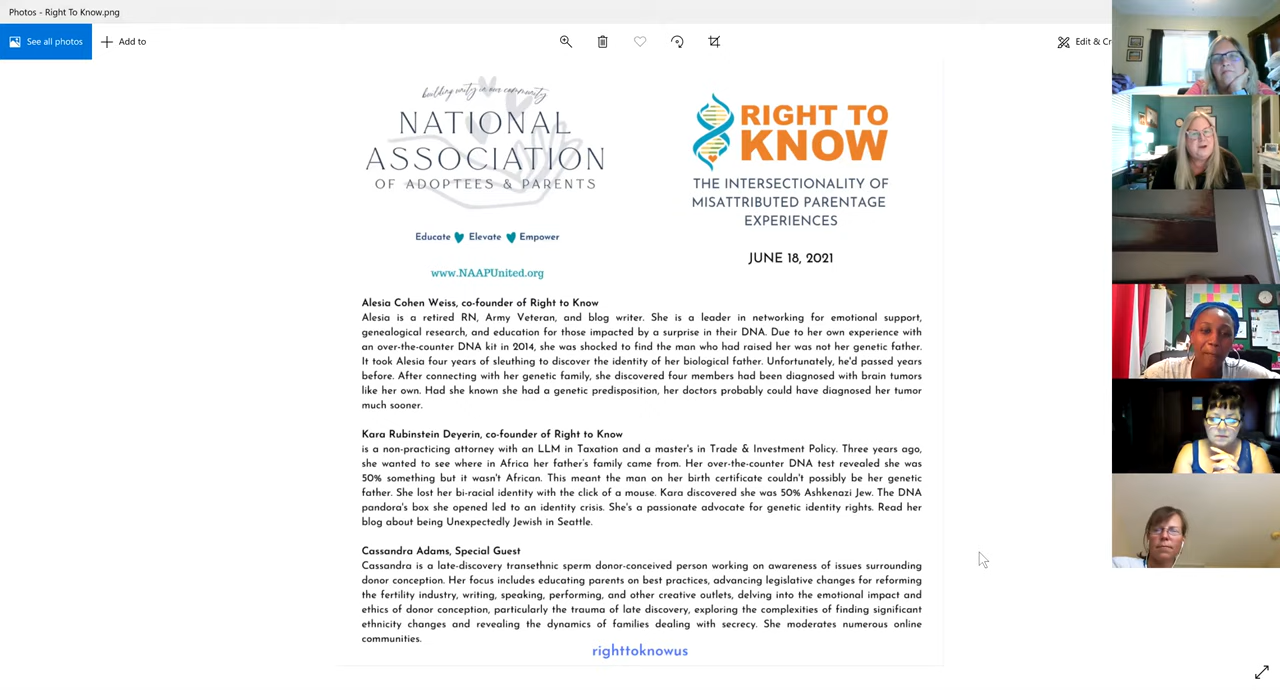 Photos - Right To Know.png
See all photos
Add to
Edit & Cr
building unity in our community
NATIONAL
ASSOCIATION
OF ADOPTEES & PARENTS
Educate Elevate Empower
www.NAAPUnited.org
RIGHT TO
KNOW
THE INTERSECTIONALITY OF
MISATTRIBUTED PARENTAGE
EXPERIENCES
JUNE 18, 2021
Alesia Cohen Weiss, co-founder of Right to Know
Alesia is a retired RN, Army Veteran, and blog writer. She is a leader in networking for emotional support,
genealogical research, and education for those impacted by a surprise in their DNA. Due to her own experience with
an over-the-counter DNA kit in 2014, she was shocked to find the man who had raised her was not her genetic father.
It took Alesia four years of sleuthing to discover the identity of her biological father. Unfortunately, he'd passed years
before. After connecting with her genetic family, she discovered four members had been diagnosed with brain tumors
like her own. Had she known she had a genetic predisposition, her doctors probably could have diagnosed her tumor
much sooner.
Kara Rubinstein Deyerin, co-founder of Right to Know
is a non-practicing attorney with an LLM in Taxation and a master's in Trade & Investment Policy. Three years ago,
she wanted to see where in Africa her father's family came from. Her over-the-counter DNA test revealed she was
50% something but it wasn't African. This meant the man on her birth certificate couldn't possibly be her genetic
father. She lost her bi-racial identity with the click of a mouse. Kara discovered she was 50% Ashkenazi Jew. The DNA
pandora's box she opened led to an identity crisis. She's a passionate advocate for genetic identity rights. Read her
blog about being Unexpectedly Jewish in Seattle.
Cassandra Adams, Special Guest
Cassandra is a late-discovery transethnic sperm donor-conceived person working on awareness of issues surrounding
donor conception. Her focus includes educating parents on best practices, advancing legislative changes for reforming
the fertility industry, writing, speaking, performing, and other creative outlets, delving into the emotional impact and
ethics of donor conception, particularly the trauma of late discovery, exploring the complexities of finding significant
ethnicity changes and revealing the dynamics of families dealing with secrecy. She moderates numerous online
communities.
righttoknowus